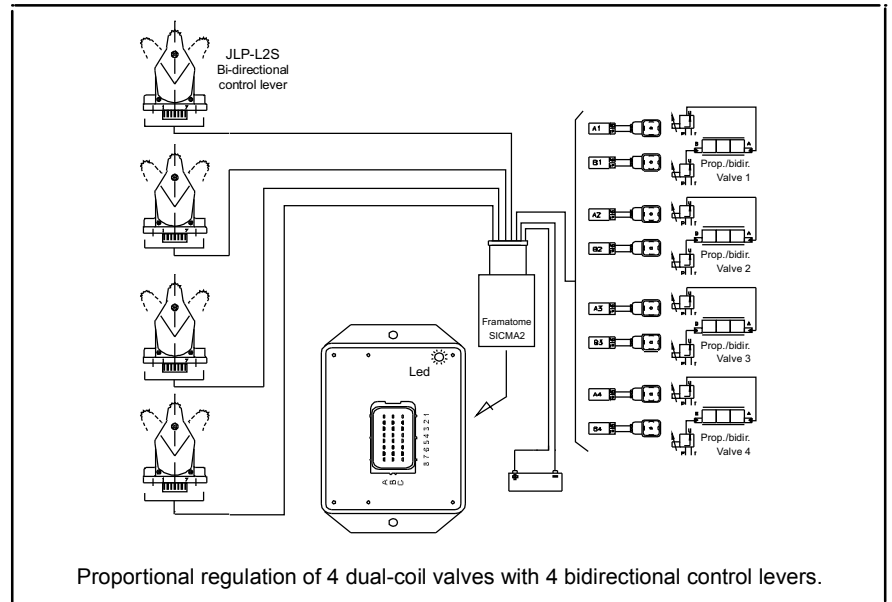 JLP-L2S
Bi-directional
control lever
A1
B1
Prop./bidir.
Valve 1
A2
B2
Prop./bidir.
Valve 2
A3
B3
Prop./bidir.
Valve 3
A4
B4
Prop./bidir.
Valve 4
B A
B A
B A
B A
Framatome
SICMA2
Led
8 7 6 5 4 3 2 1
A B C
+ -
Proportional regulation of 4 dual-coil valves with 4 bidirectional control levers.